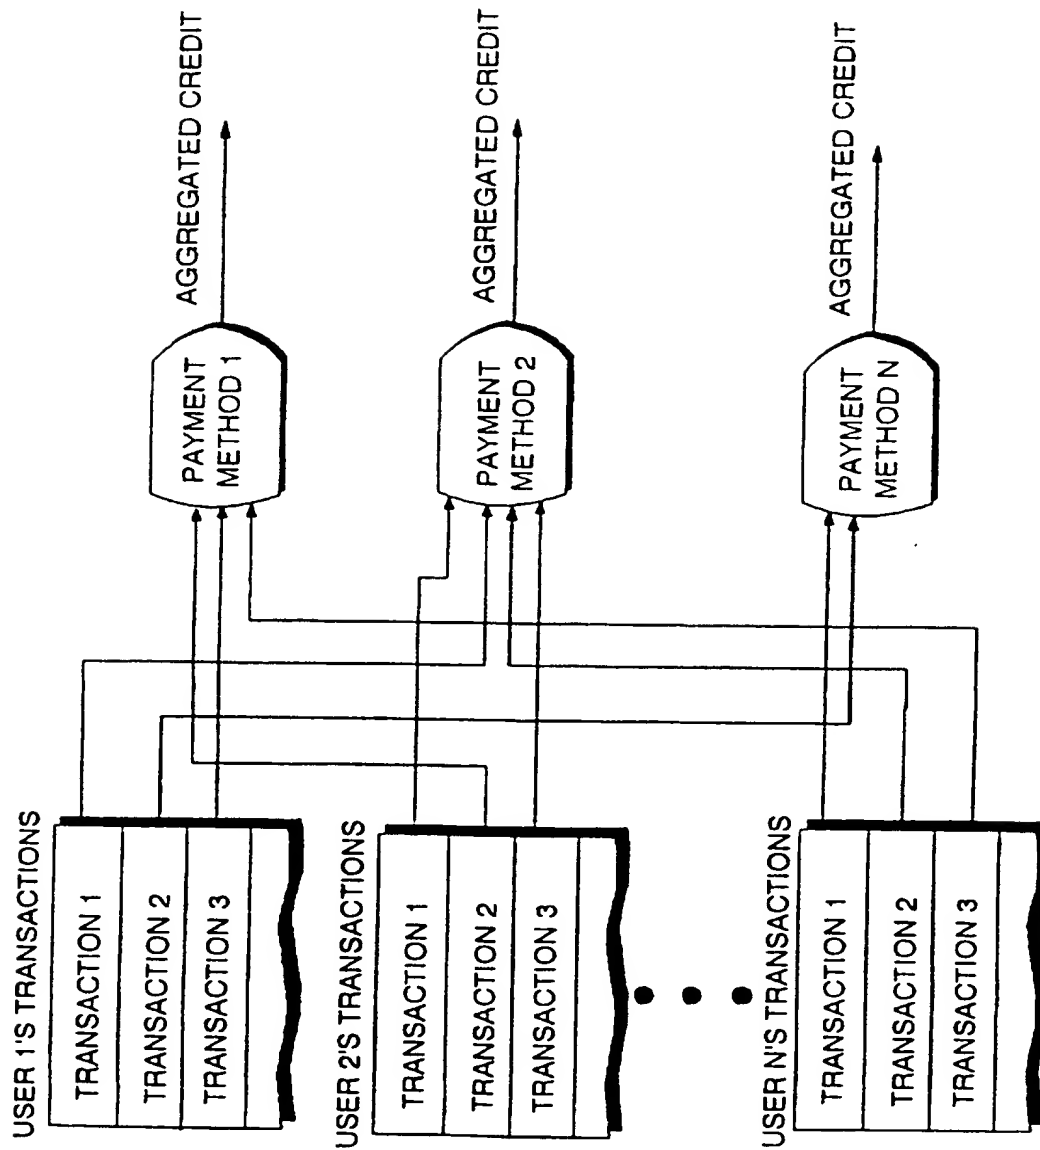 USER 1'S TRANSACTIONS
TRANSACTION 1
TRANSACTION 2
TRANSACTION 3
USER 2'S TRANSACTIONS
TRANSACTION 1
TRANSACTION 2
TRANSACTION 3
USER N'S TRANSACTIONS
TRANSACTION 1
TRANSACTION 2
TRANSACTION 3
PAYMENT
METHOD 1
PAYMENT
METHOD 2
PAYMENT
METHOD N
AGGREGATED CREDIT
AGGREGATED CREDIT
AGGREGATED CREDIT